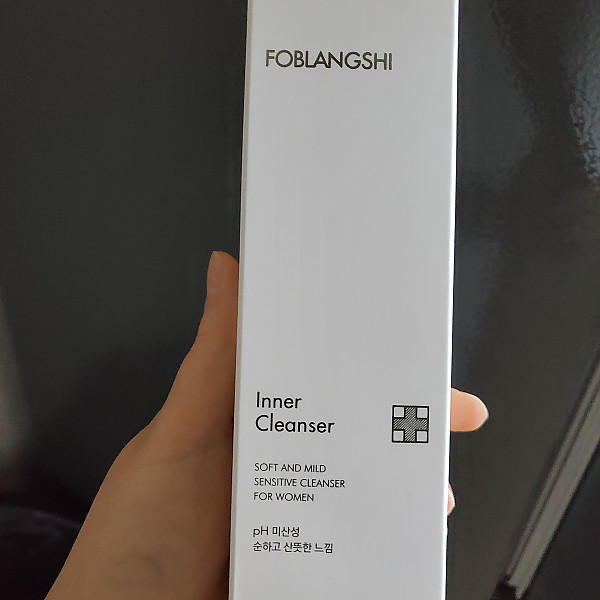 FOBLANGSHI
Inner
Cleanser
SOFT AND MILD
SENSITIVE CLEANSER
FOR WOMEN
pH 미산성
순하고 산뜻한 느낌